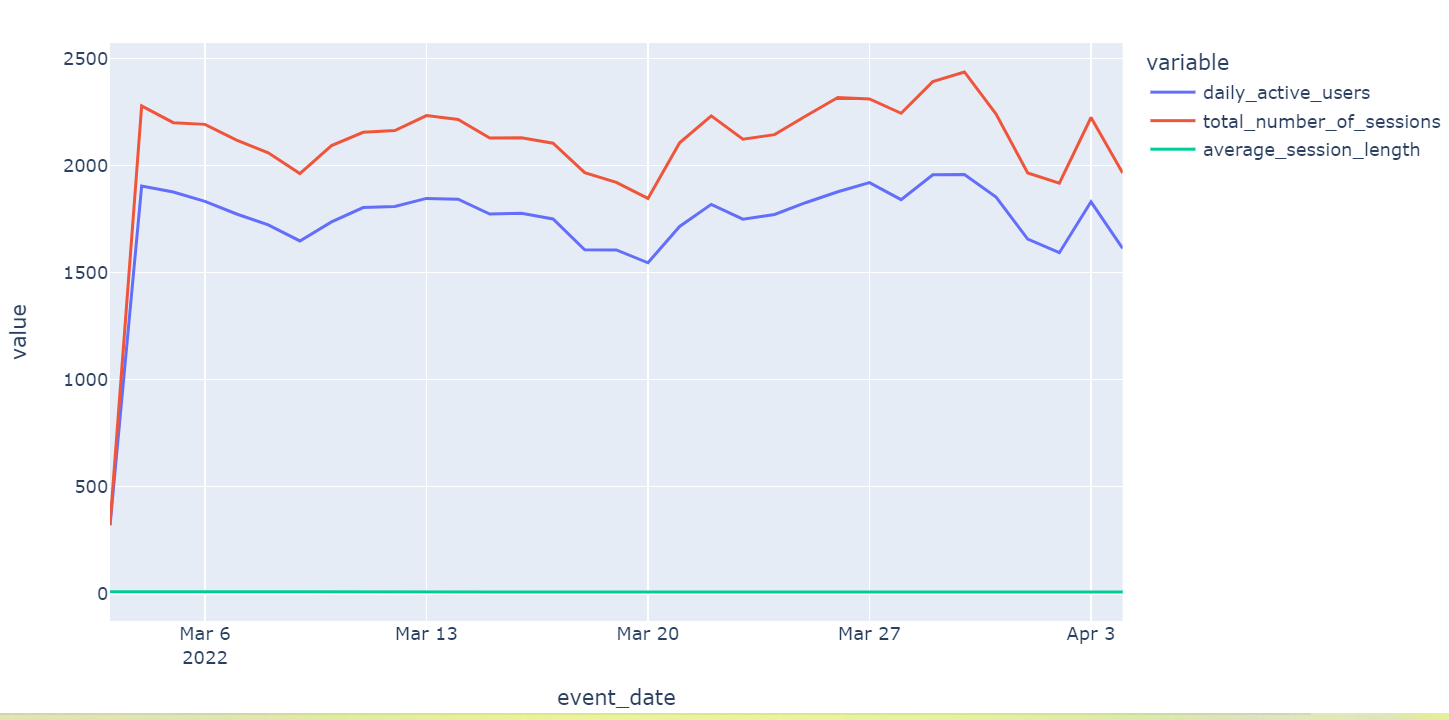 2500
2000
1500
1000
500
0
value
Mar 6
2022
Mar 13
Mar 20
Mar 27
Apr 3
event_date
variable
daily_active_users
total_number_of_sessions
average_session_length